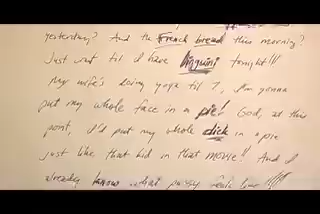 yesterday? And the French bread this morning?
Just wait til I have linguini tonight!!!
My wife's doing yoga til 7, I'm gonna
put my whole face in a pie! God, at this
point, I'd put my whole dick in a pie
just like that kid in that movie!! And I
already know what pussy feels like!!!!